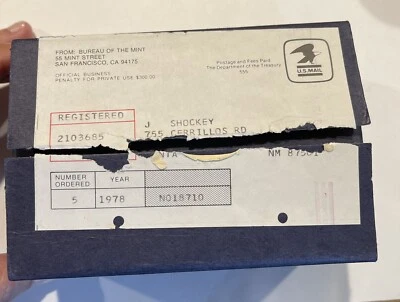 FROM: BUREAU OF THE MINT
55 MINT STREET
SAN FRANCISCO, CA 94175
OFFICIAL BUSINESS
PENALTY FOR PRIVATE USE $300.00
Postage and Fees Paid
The Department of the Treasury
U.S.MAIL
REGISTERED
2103685
J SHOCKEY
755 CERRILLOS RD
NM 87501
NUMBER ORDERED YEAR
5 1978 N018710